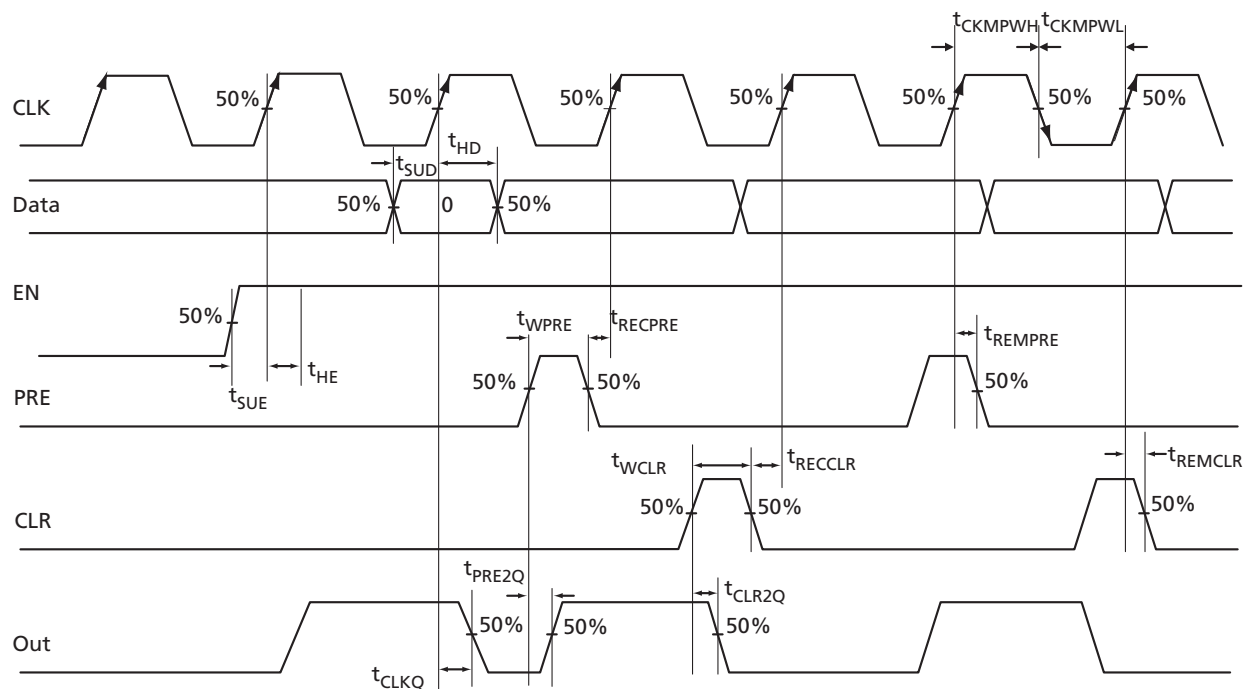 tCKMPWH tCKMPWL
CLK 50% 50% 50% 50% 50% 50% 50%
tSUD tHD
Data 50% 0 50%
EN
50% tWPRE tRECPRE tREMPRE
tSUE tHE
PRE 50% 50% 50%
tWCLR tRECCLR tREMCLR
CLR 50% 50% 50%
tPRE2Q tCLR2Q
Out 50% 50% 50%
tCLKQ